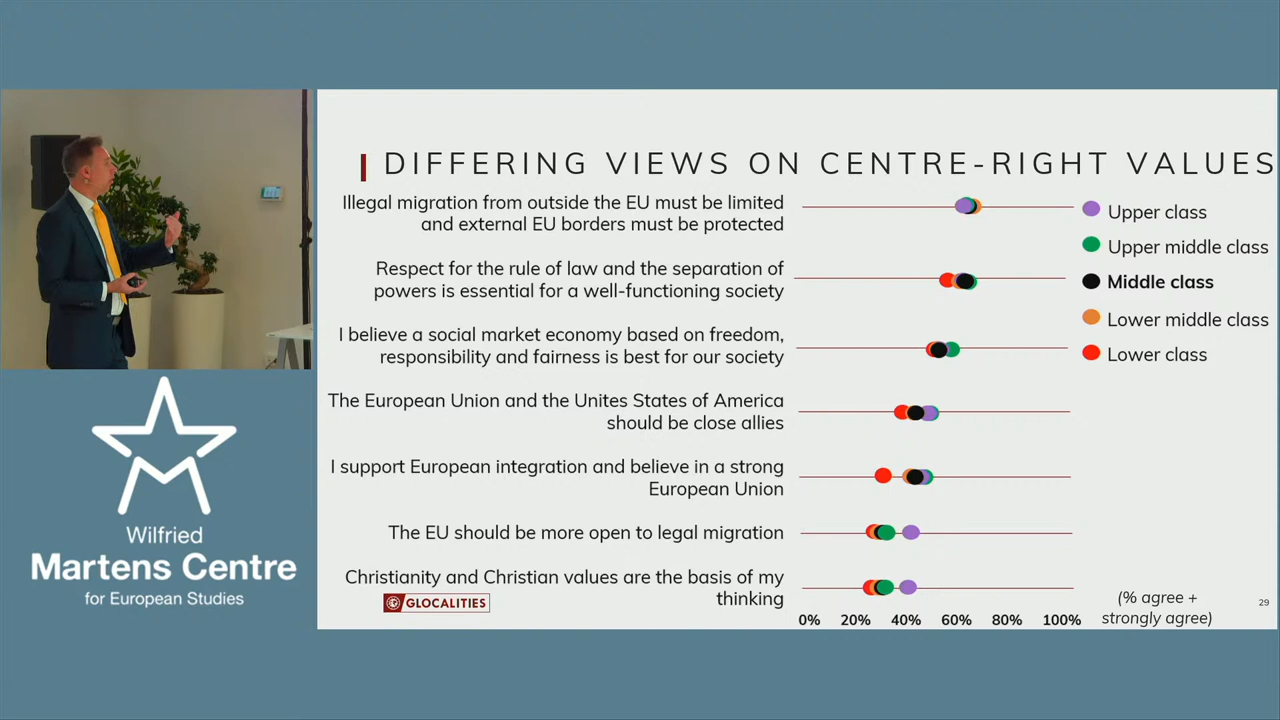 DIFFERING VIEWS ON CENTRE-RIGHT VALUES
Illegal migration from outside the EU must be limited
and external EU borders must be protected
Respect for the rule of law and the separation of
powers is essential for a well-functioning society
I believe a social market economy based on freedom,
responsibility and fairness is best for our society
The European Union and the Unites States of America
should be close allies
I support European integration and believe in a strong
European Union
The EU should be more open to legal migration
Christianity and Christian values are the basis of my
thinking
GLOCALITIES
0% 20% 40% 60% 80% 100%
Upper class
Upper middle class
Middle class
Lower middle class
Lower class
(% agree +
strongly agree)
29
Wilfried
Martens Centre
for European Studies